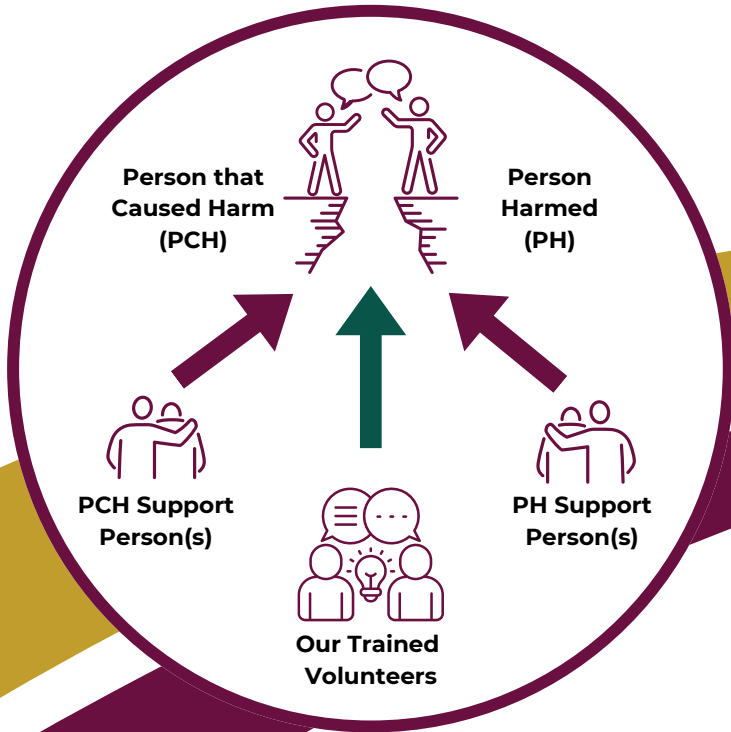 Person that
Caused Harm
(PCH)
Person
Harmed
(PH)
PCH Support
Person(s)
PH Support
Person(s)
Our Trained
Volunteers